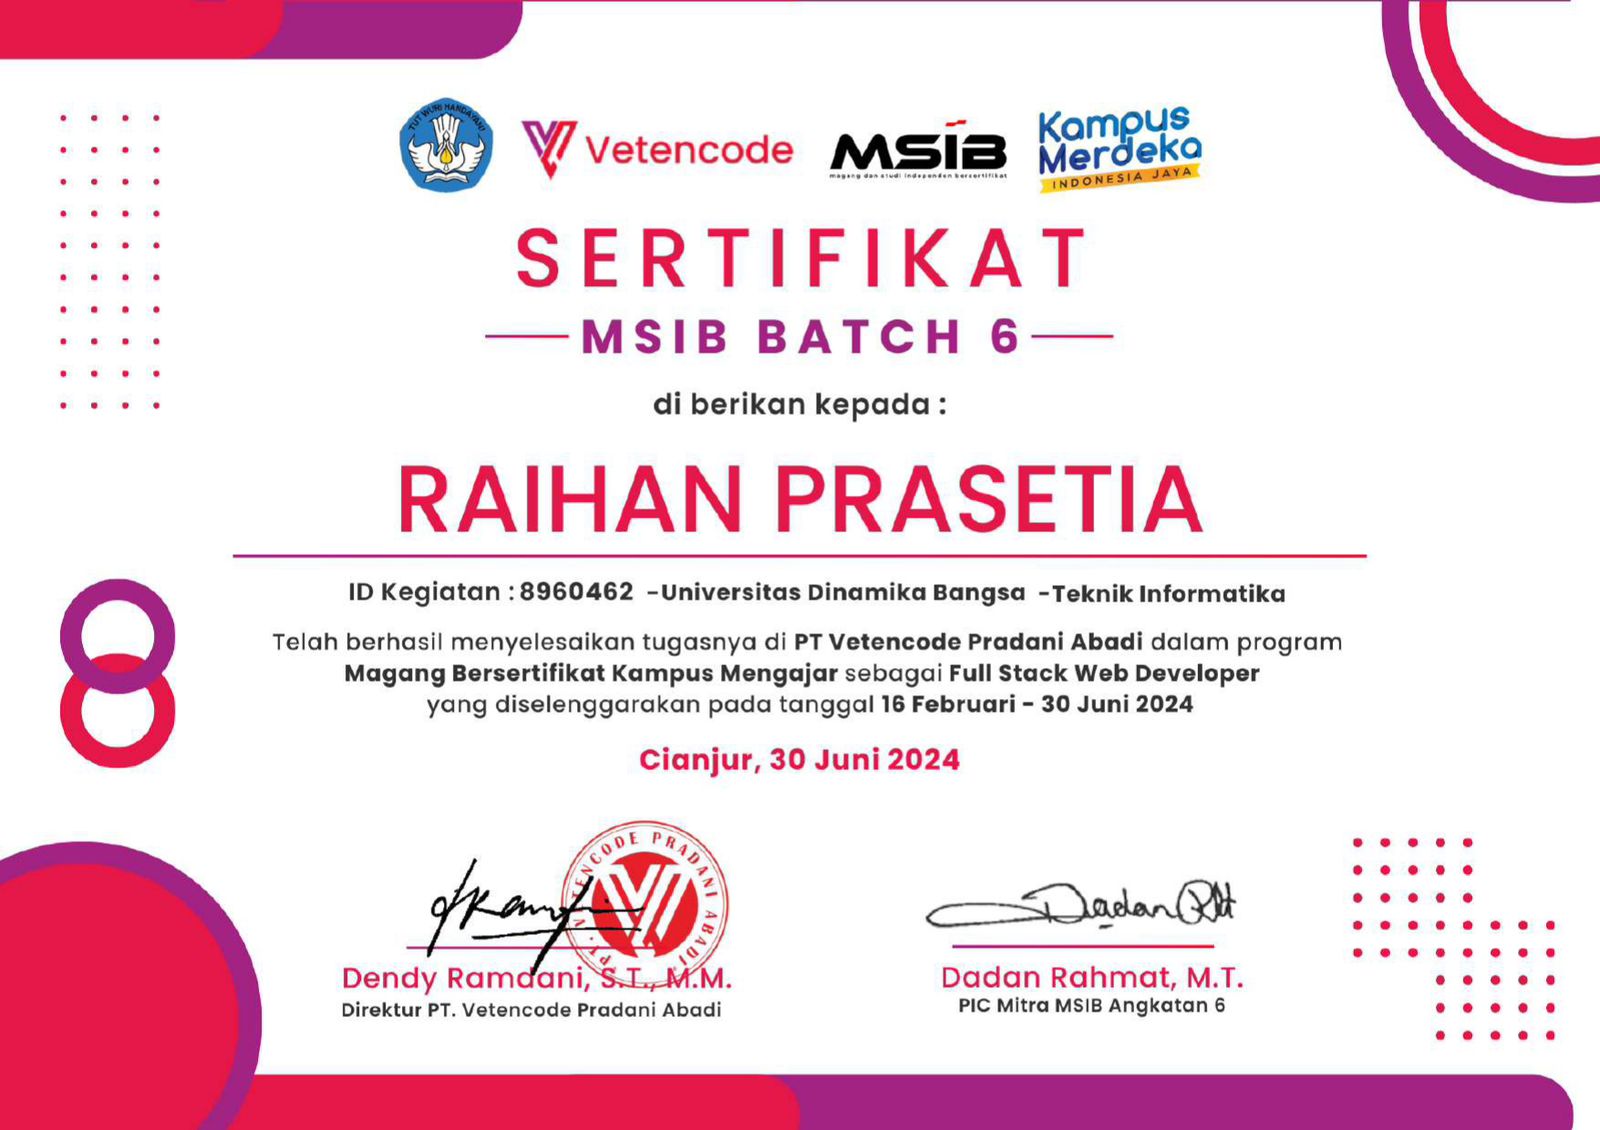 TUT WURI HANDAYANI
Vetencode
MSIB
magang dan studi independen bersertifikat
Kampus
Merdeka
INDONESIA JAYA
SERTIFIKAT
MSIB BATCH 6
di berikan kepada :
RAIHAN PRASETIA
ID Kegiatan : 8960462 -Universitas Dinamika Bangsa -Teknik Informatika
Telah berhasil menyelesaikan tugasnya di PT Vetencode Pradani Abadi dalam program
Magang Bersertifikat Kampus Mengajar sebagai Full Stack Web Developer
yang diselenggarakan pada tanggal 16 Februari - 30 Juni 2024
Cianjur, 30 Juni 2024
PT. VETENCODE PRADANI ABADI
Dadan
Dendy Ramdani, S.T., M.M.
Direktur PT. Vetencode Pradani Abadi
Dadan Rahmat, M.T.
PIC Mitra MSIB Angkatan 6